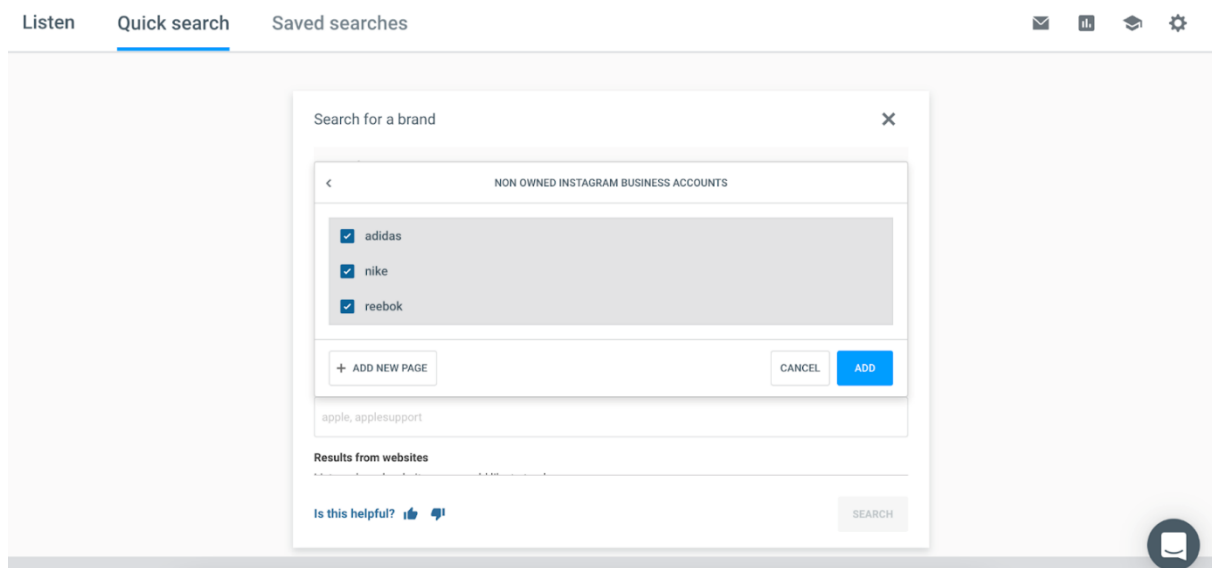 Listen Quick search Saved searches
Search for a brand
NON OWNED INSTAGRAM BUSINESS ACCOUNTS
adidas
nike
reebok
+ ADD NEW PAGE CANCEL ADD
apple, applesupport
Results from websites
Is this helpful? SEARCH